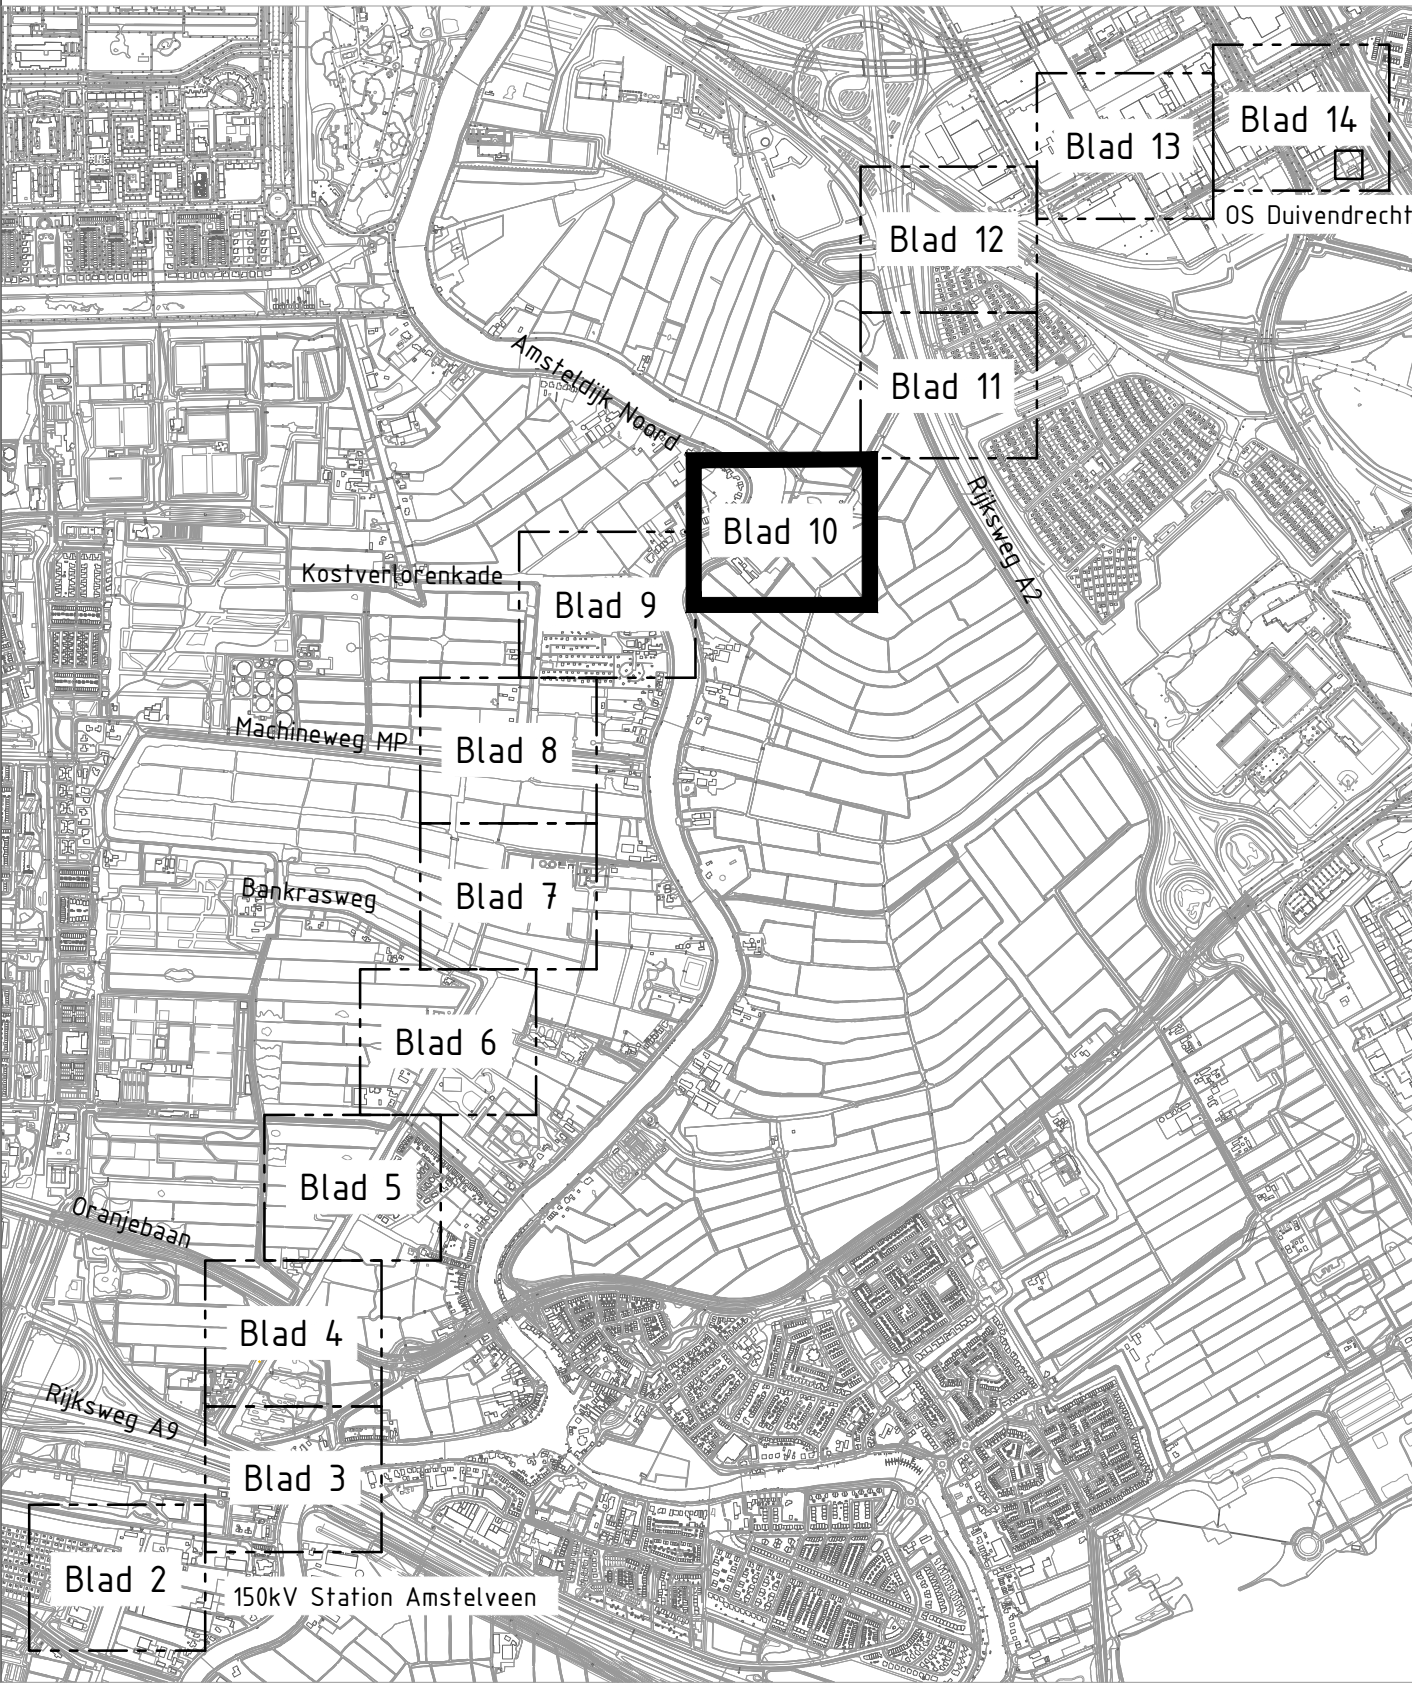 Blad 14
Blad 13
OS Duivendrecht
Blad 12
Amsteldijk Noord
Blad 11
Rijksweg A2
Blad 10
Kostverlorenkade
Blad 9
Machineweg MP
Blad 8
Bankrasweg
Blad 7
Blad 6
Blad 5
Oranjebaan
Blad 4
Rijksweg A9
Blad 3
Blad 2
150kV Station Amstelveen